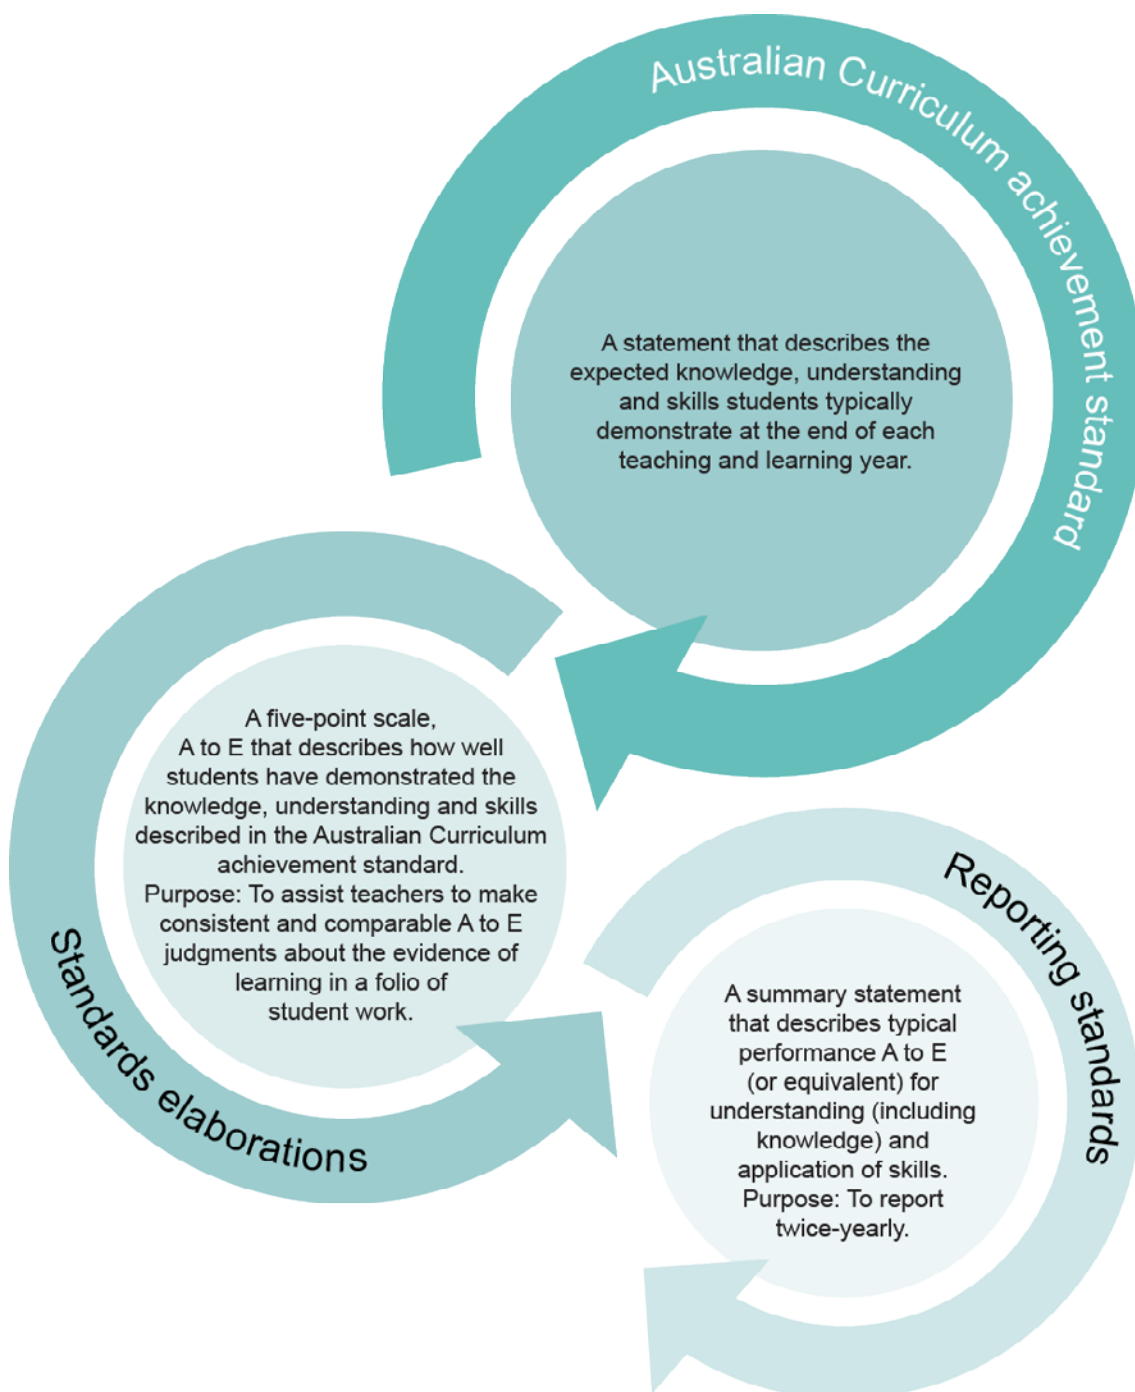 Australian Curriculum achievement standard
A statement that describes the
expected knowledge, understanding
and skills students typically
demonstrate at the end of each
teaching and learning year.
A five-point scale,
A to E that describes how well
students have demonstrated the
knowledge, understanding and skills
described in the Australian Curriculum
achievement standard.
Purpose: To assist teachers to make
consistent and comparable A to E
judgments about the evidence of
learning in a folio of
student work.
Standards elaborations
Reporting standards
A summary statement
that describes typical
performance A to E
(or equivalent) for
understanding (including
knowledge) and
application of skills.
Purpose: To report
twice-yearly.